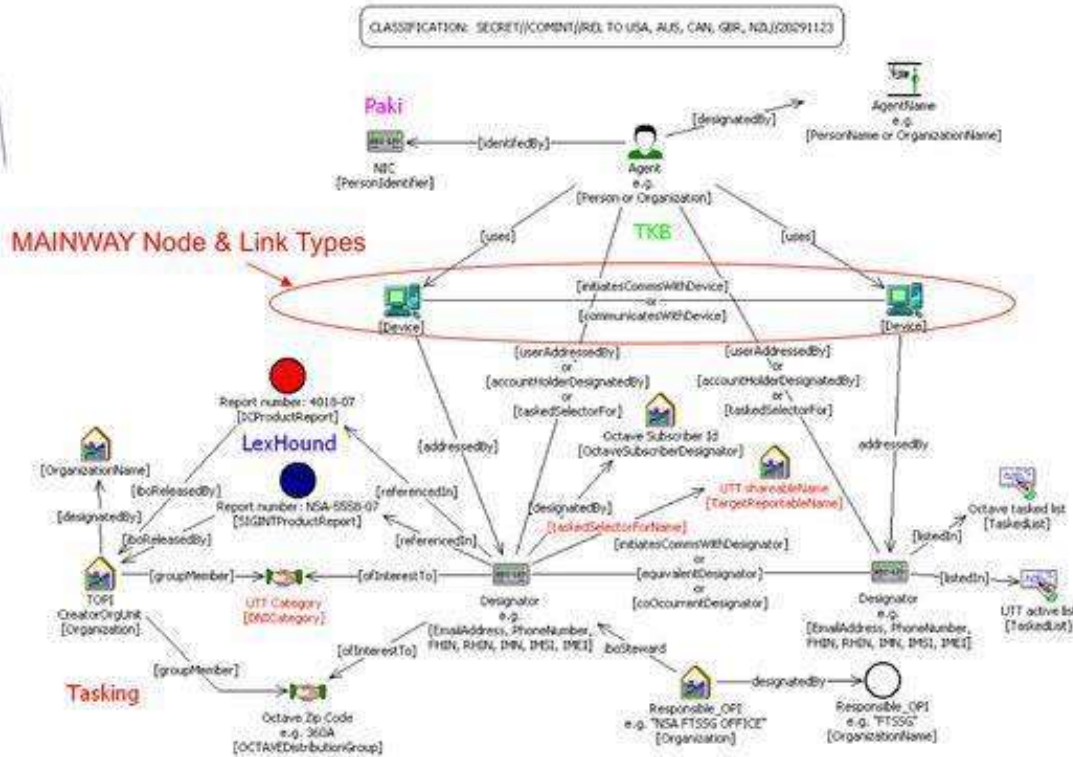 CLASSIFICATION: SECRET//COMINT//REL TO USA, AUS, CAN, GBR, NZL//20291123
Paki
[identifedBy]
[designatedBy]
AgentName
e.g.
[PersonName or OrganizationName]
NIC
[PersonIdentifier]
Agent
e.g.
[Person or Organization]
MAINWAY Node & Link Types
[uses]
TKB
[uses]
[Device]
[initiatesCommsWithDevice]
or
[communicatesWithDevice]
[Device]
[userAddressedBy]
or
[accountHolderDesignatedBy]
or
[taskedSelectorFor]
[userAddressedBy]
or
[accountHolderDesignatedBy]
or
[taskedSelectorFor]
Report number: 4018-07
[ICProductReport]
LexHound
[addressedBy]
Octave Subscriber Id
[OctaveSubscriberDesignator]
addressedBy
[OrganizationName]
[iboReleasedBy]
Report number: NSA-5558-07
[SIGINTProductReport]
[referencedIn]
[designatedBy]
UTT shareableName
[TargetReportableName]
[designatedBy]
[iboReleasedBy]
[referencedIn]
[taskedSelectorForName]
Octave tasked list
[TaskedList]
[listedIn]
[initiatesCommsWithDesignator]
or
[equivalentDesignator]
or
[coOccurrentDesignator]
[groupMember]
[ofInterestTo]
[listedIn]
TOPI
CreatorOrgUnit
[Organization]
UTT Category
[DNICategory]
Designator
e.g.
[EmailAddress, PhoneNumber,
FHIN, RHIN, IMN, IMSI, IMEI]
Designator
e.g.
[EmailAddress, PhoneNumber,
FHIN, RHIN, IMN, IMSI, IMEI]
UTT active list
[TaskedList]
[groupMember]
[ofInterestTo]
iboSteward
Tasking
Octave Zip Code
e.g. 360A
[OCTAVEDistributionGroup]
designatedBy
Responsible_OPI
e.g. "NSA FTSSG OFFICE"
[Organization]
Responsible_OPI
e.g. "FTSSG"
[OrganizationName]